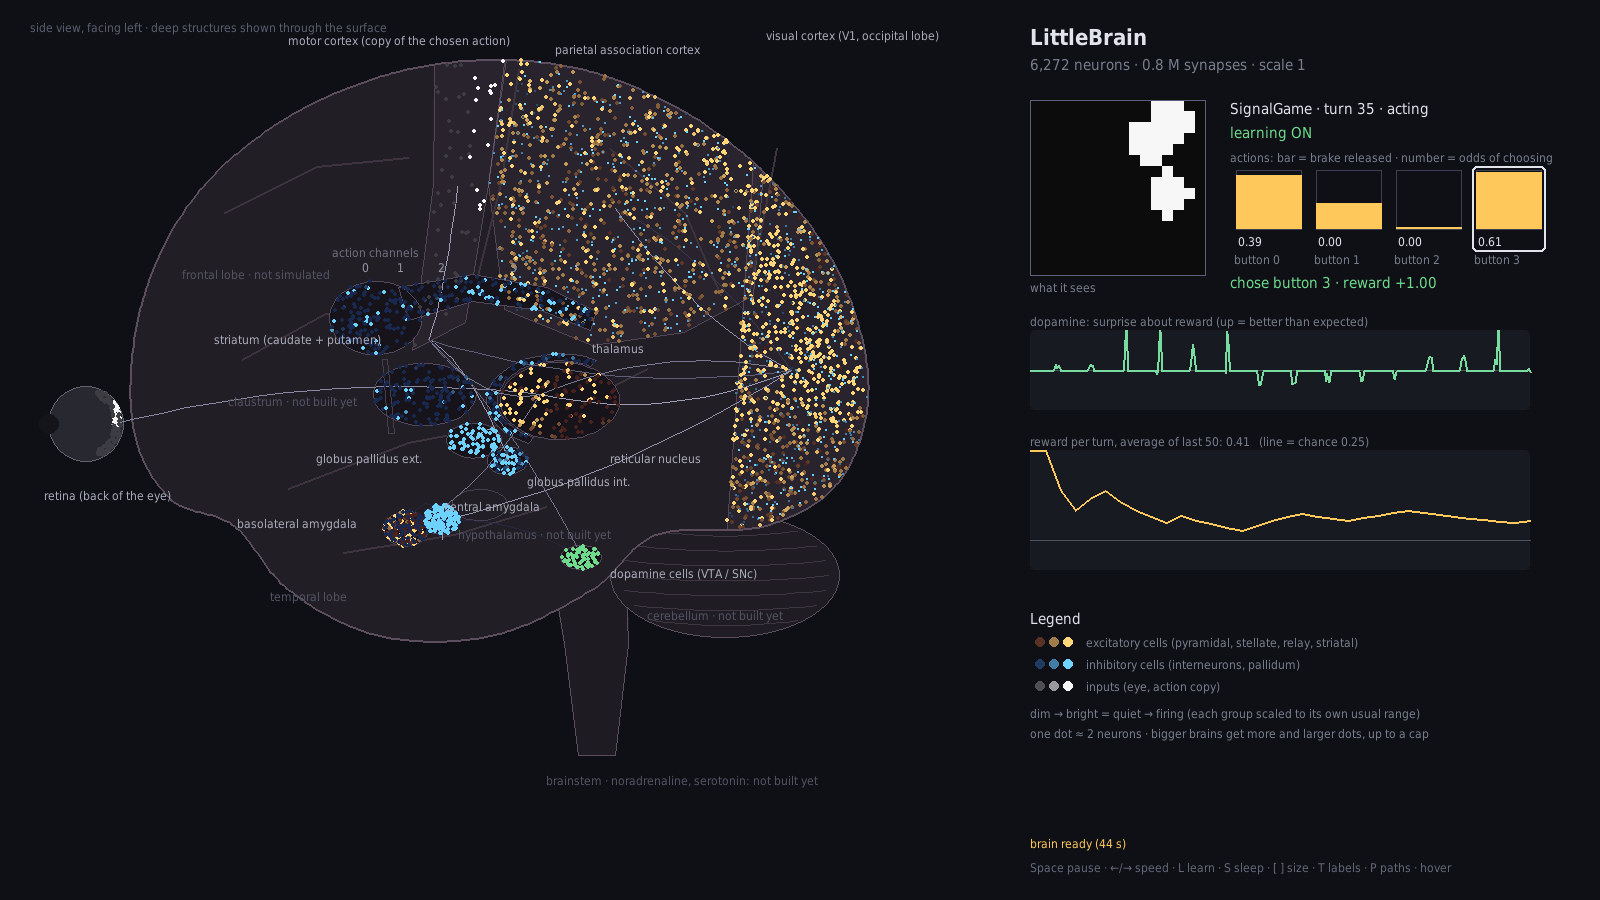 side view, facing left · deep structures shown through the surface
motor cortex (copy of the chosen action)
parietal association cortex
visual cortex (V1, occipital lobe)
action channels
0 1 2
frontal lobe · not simulated
striatum (caudate + putamen)
thalamus
claustrum · not built yet
globus pallidus ext.
reticular nucleus
globus pallidus int.
retina (back of the eye)
entral amygdala
basolateral amygdala
hypothalamus · not built yet
dopamine cells (VTA / SNc)
temporal lobe
cerebellum · not built yet
brainstem · noradrenaline, serotonin: not built yet
LittleBrain
6,272 neurons · 0.8 M synapses · scale 1
what it sees
SignalGame · turn 35 · acting
learning ON
actions: bar = brake released · number = odds of choosing
0.39 0.00 0.00 0.61
button 0 button 1 button 2 button 3
chose button 3 · reward +1.00
dopamine: surprise about reward (up = better than expected)
reward per turn, average of last 50: 0.41 (line = chance 0.25)
Legend
excitatory cells (pyramidal, stellate, relay, striatal)
inhibitory cells (interneurons, pallidum)
inputs (eye, action copy)
dim → bright = quiet → firing (each group scaled to its own usual range)
one dot ≈ 2 neurons · bigger brains get more and larger dots, up to a cap
brain ready (44 s)
Space pause · ←/→ speed · L learn · S sleep · [ ] size · T labels · P paths · hover